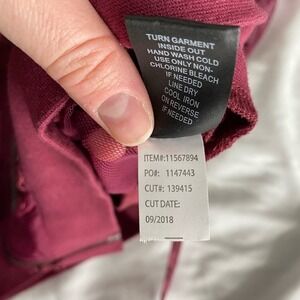 TURN GARMENT
INSIDE OUT
HAND WASH COLD
USE ONLY NON-
CHLORINE BLEACH
IF NEEDED
LINE DRY
COOL IRON
ON REVERSE
IF NEEDED
ITEM#:11567894
PO#: 1147443
CUT#: 139415
CUT DATE:
09/2018